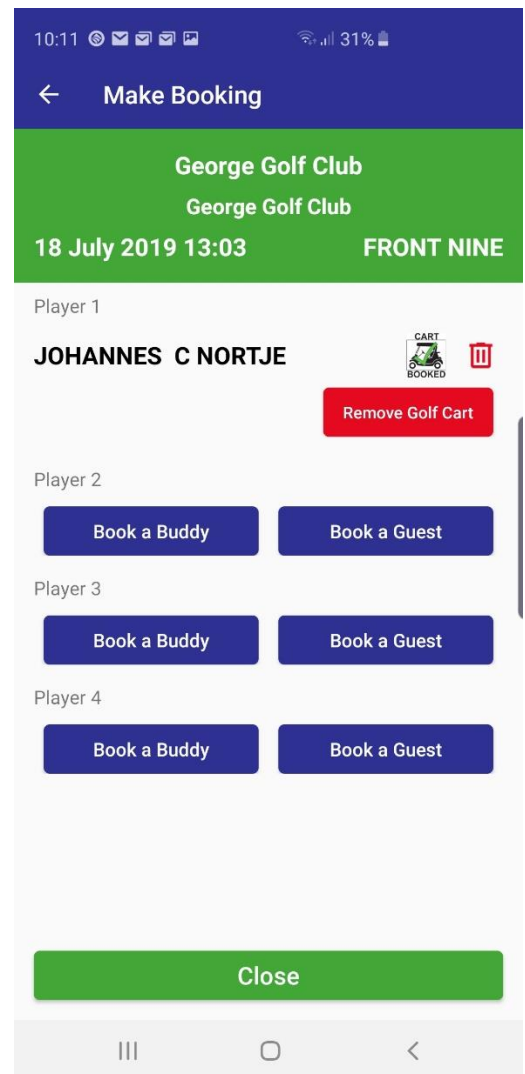 10:11 31%
Make Booking
George Golf Club
George Golf Club
18 July 2019 13:03 FRONT NINE
Player 1
JOHANNES C NORTJE CART BOOKED
Remove Golf Cart
Player 2
Book a Buddy Book a Guest
Player 3
Book a Buddy Book a Guest
Player 4
Book a Buddy Book a Guest
Close